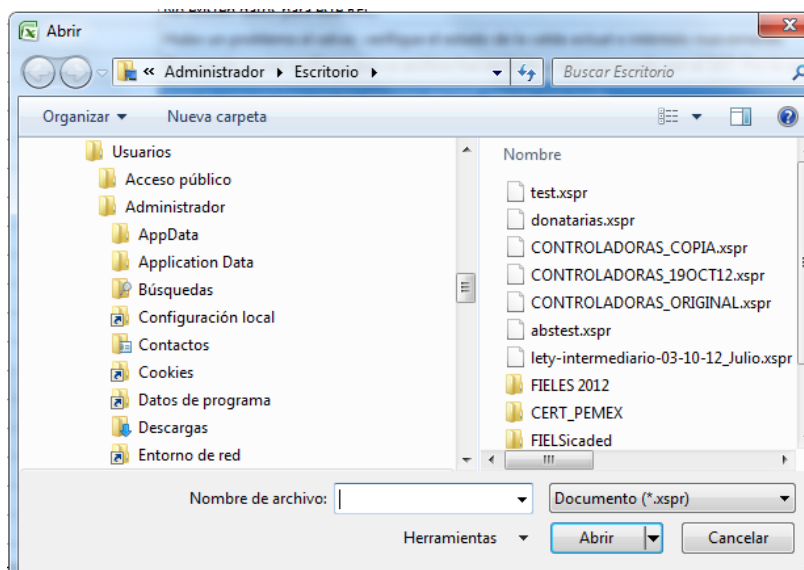 Abrir
« Administrador ▸ Escritorio ▸
Buscar Escritorio
Organizar
Nueva carpeta
Usuarios
Acceso público
Administrador
AppData
Application Data
Búsquedas
Configuración local
Contactos
Cookies
Datos de programa
Descargas
Entorno de red
Nombre
test.xspr
donatarias.xspr
CONTROLADORAS_COPIA.xspr
CONTROLADORAS_19OCT12.xspr
CONTROLADORAS_ORIGINAL.xspr
abstest.xspr
lety-intermediario-03-10-12_Julio.xspr
FIELES 2012
CERT_PEMEX
FIELSicaded
Nombre de archivo:
Documento (*.xspr)
Herramientas
Abrir
Cancelar